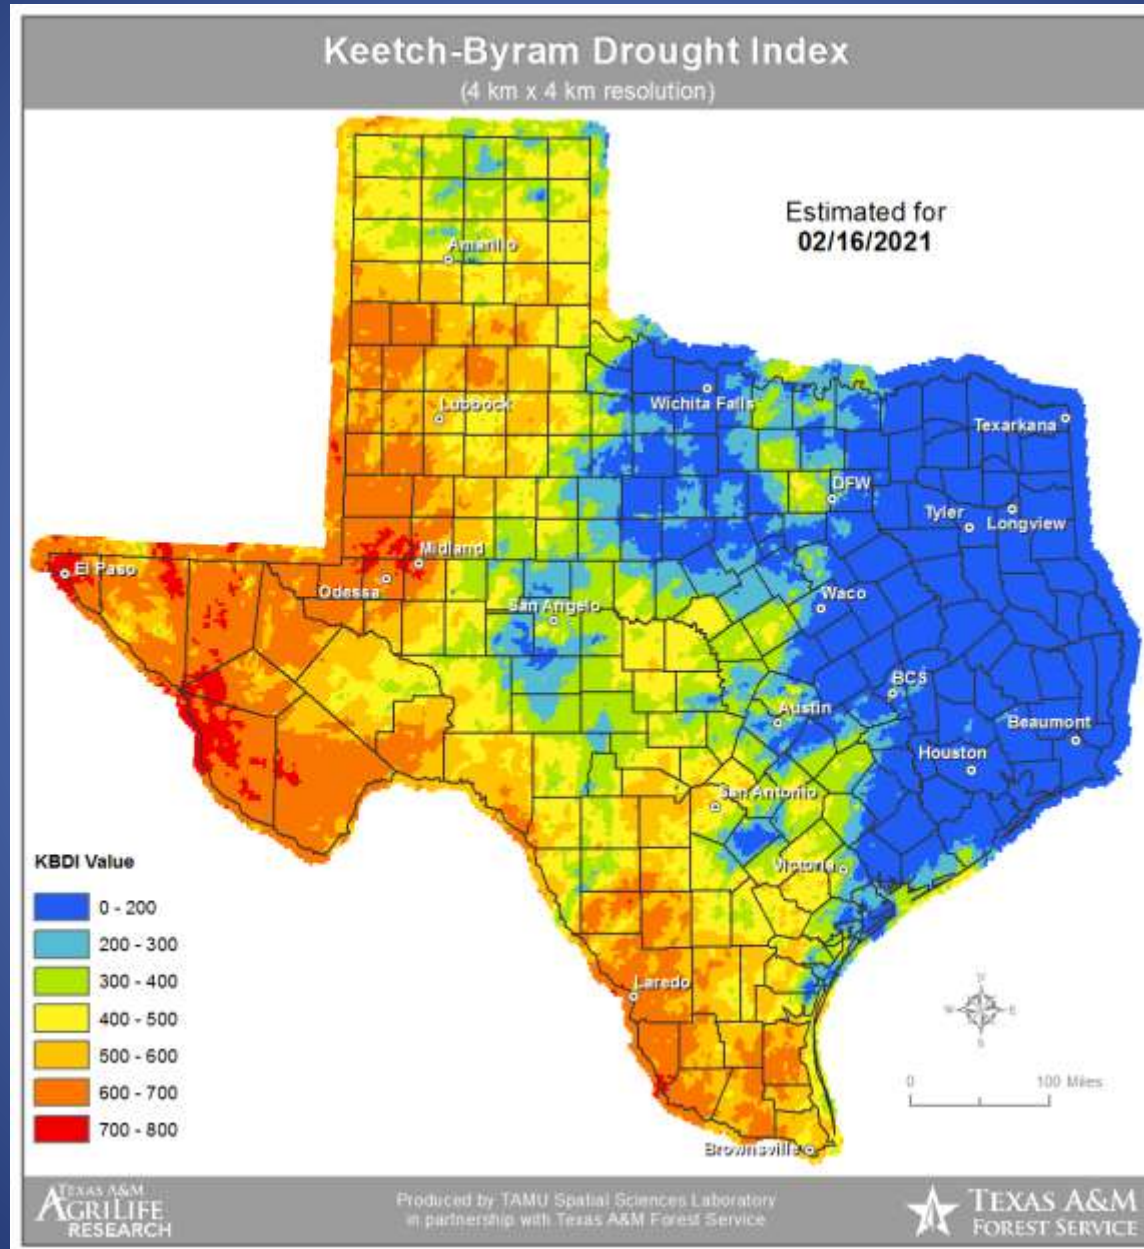 Keetch-Byram Drought Index
(4 km x 4 km resolution)
Estimated for
02/16/2021
Amarillo
Lubbock
Wichita Falls
Texarkana
DFW
Tyler
Longview
Midland
El Paso
Odessa
San Angelo
Waco
BCS
Austin
Beaumont
Houston
San Antonio
Victoria
Laredo
Brownsville
KBDI Value
0 - 200
200 - 300
300 - 400
400 - 500
500 - 600
600 - 700
700 - 800
N
W
E
S
0
100 Miles
TEXAS A&M
AGRILIFE
RESEARCH
Produced by TAMU Spatial Sciences Laboratory
in partnership with Texas A&M Forest Service
TEXAS A&M
FOREST SERVICE